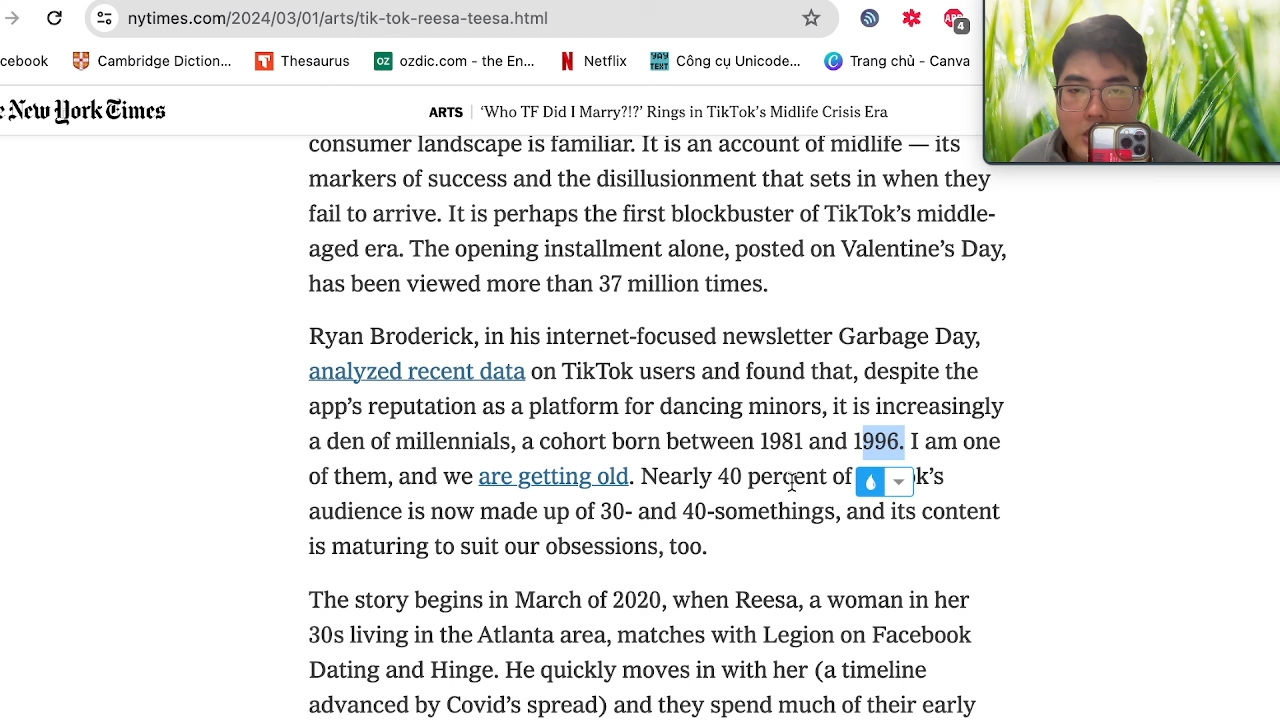 nytimes.com/2024/03/01/arts/tik-tok-reesa-teesa.html
4
cebook Cambridge Diction... Thesaurus ozdic.com - the En... Netflix Công cụ Unicode... Trang chủ - Canva
New York Times ARTS | ‘Who TF Did I Marry?!?’ Rings in TikTok’s Midlife Crisis Era
consumer landscape is familiar. It is an account of midlife — its
markers of success and the disillusionment that sets in when they
fail to arrive. It is perhaps the first blockbuster of TikTok’s middle-
aged era. The opening installment alone, posted on Valentine’s Day,
has been viewed more than 37 million times.
Ryan Broderick, in his internet-focused newsletter Garbage Day,
analyzed recent data on TikTok users and found that, despite the
app’s reputation as a platform for dancing minors, it is increasingly
a den of millennials, a cohort born between 1981 and 1996. I am one
of them, and we are getting old. Nearly 40 percent of k’s
audience is now made up of 30- and 40-somethings, and its content
is maturing to suit our obsessions, too.
The story begins in March of 2020, when Reesa, a woman in her
30s living in the Atlanta area, matches with Legion on Facebook
Dating and Hinge. He quickly moves in with her (a timeline
advanced by Covid’s spread) and they spend much of their early